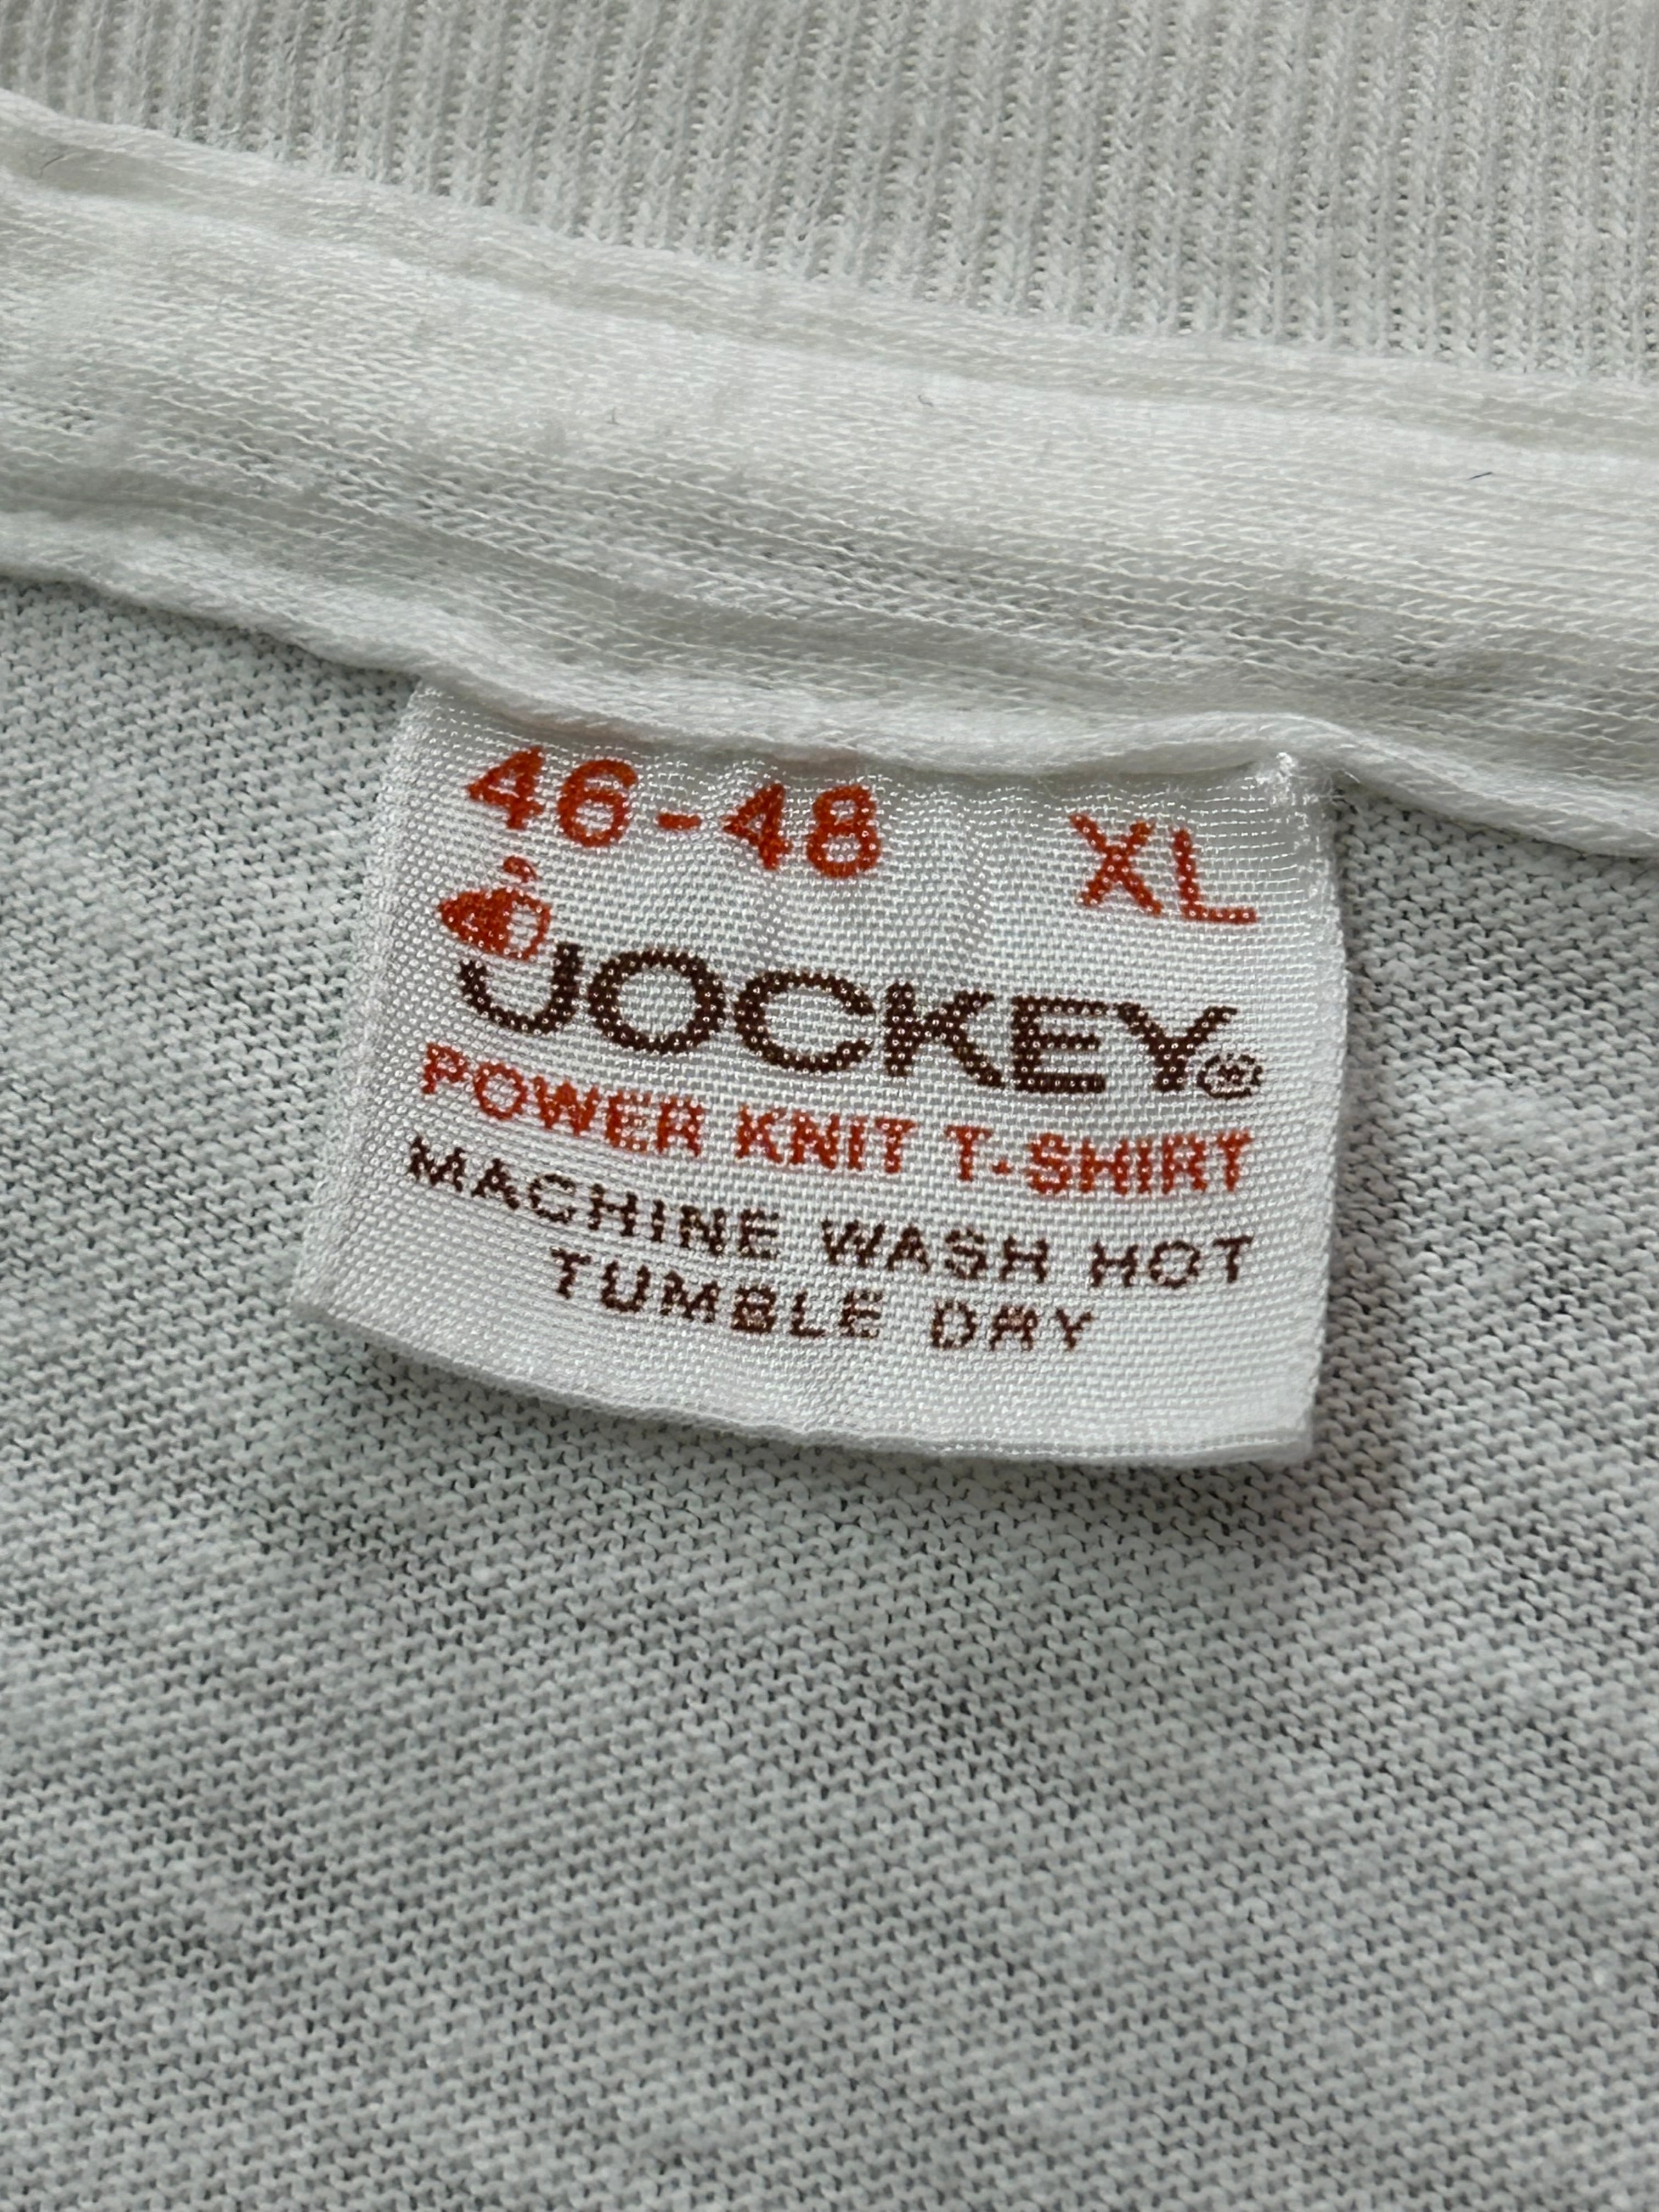 46-48 XL
JOCKEY®
POWER KNIT T-SHIRT
MACHINE WASH HOT
TUMBLE DRY